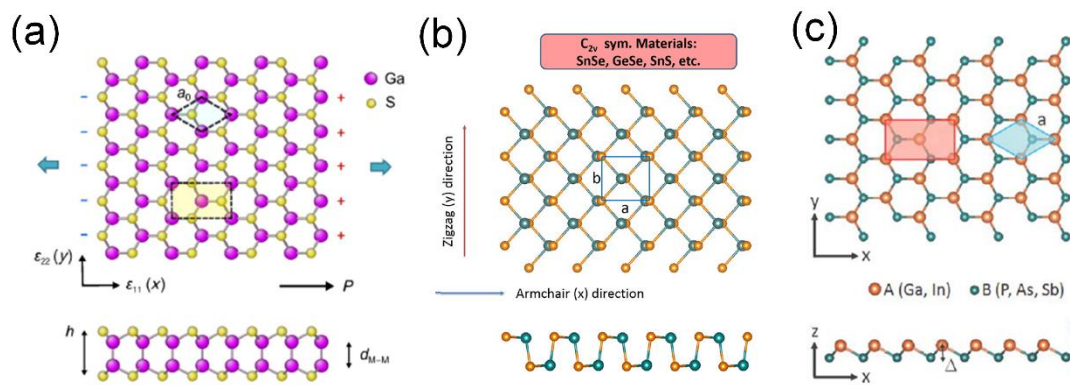 (a)
Ga
S
a₀
− +
− +
− +
− +
− +
ε₂₂ (y)
ε₁₁ (x)
P
h
d_M–M
(b)
C₂ᵥ sym. Materials:
SnSe, GeSe, SnS, etc.
Zigzag (y) direction
b
a
Armchair (x) direction
(c)
a
y
x
A (Ga, In) B (P, As, Sb)
z
Δ
x